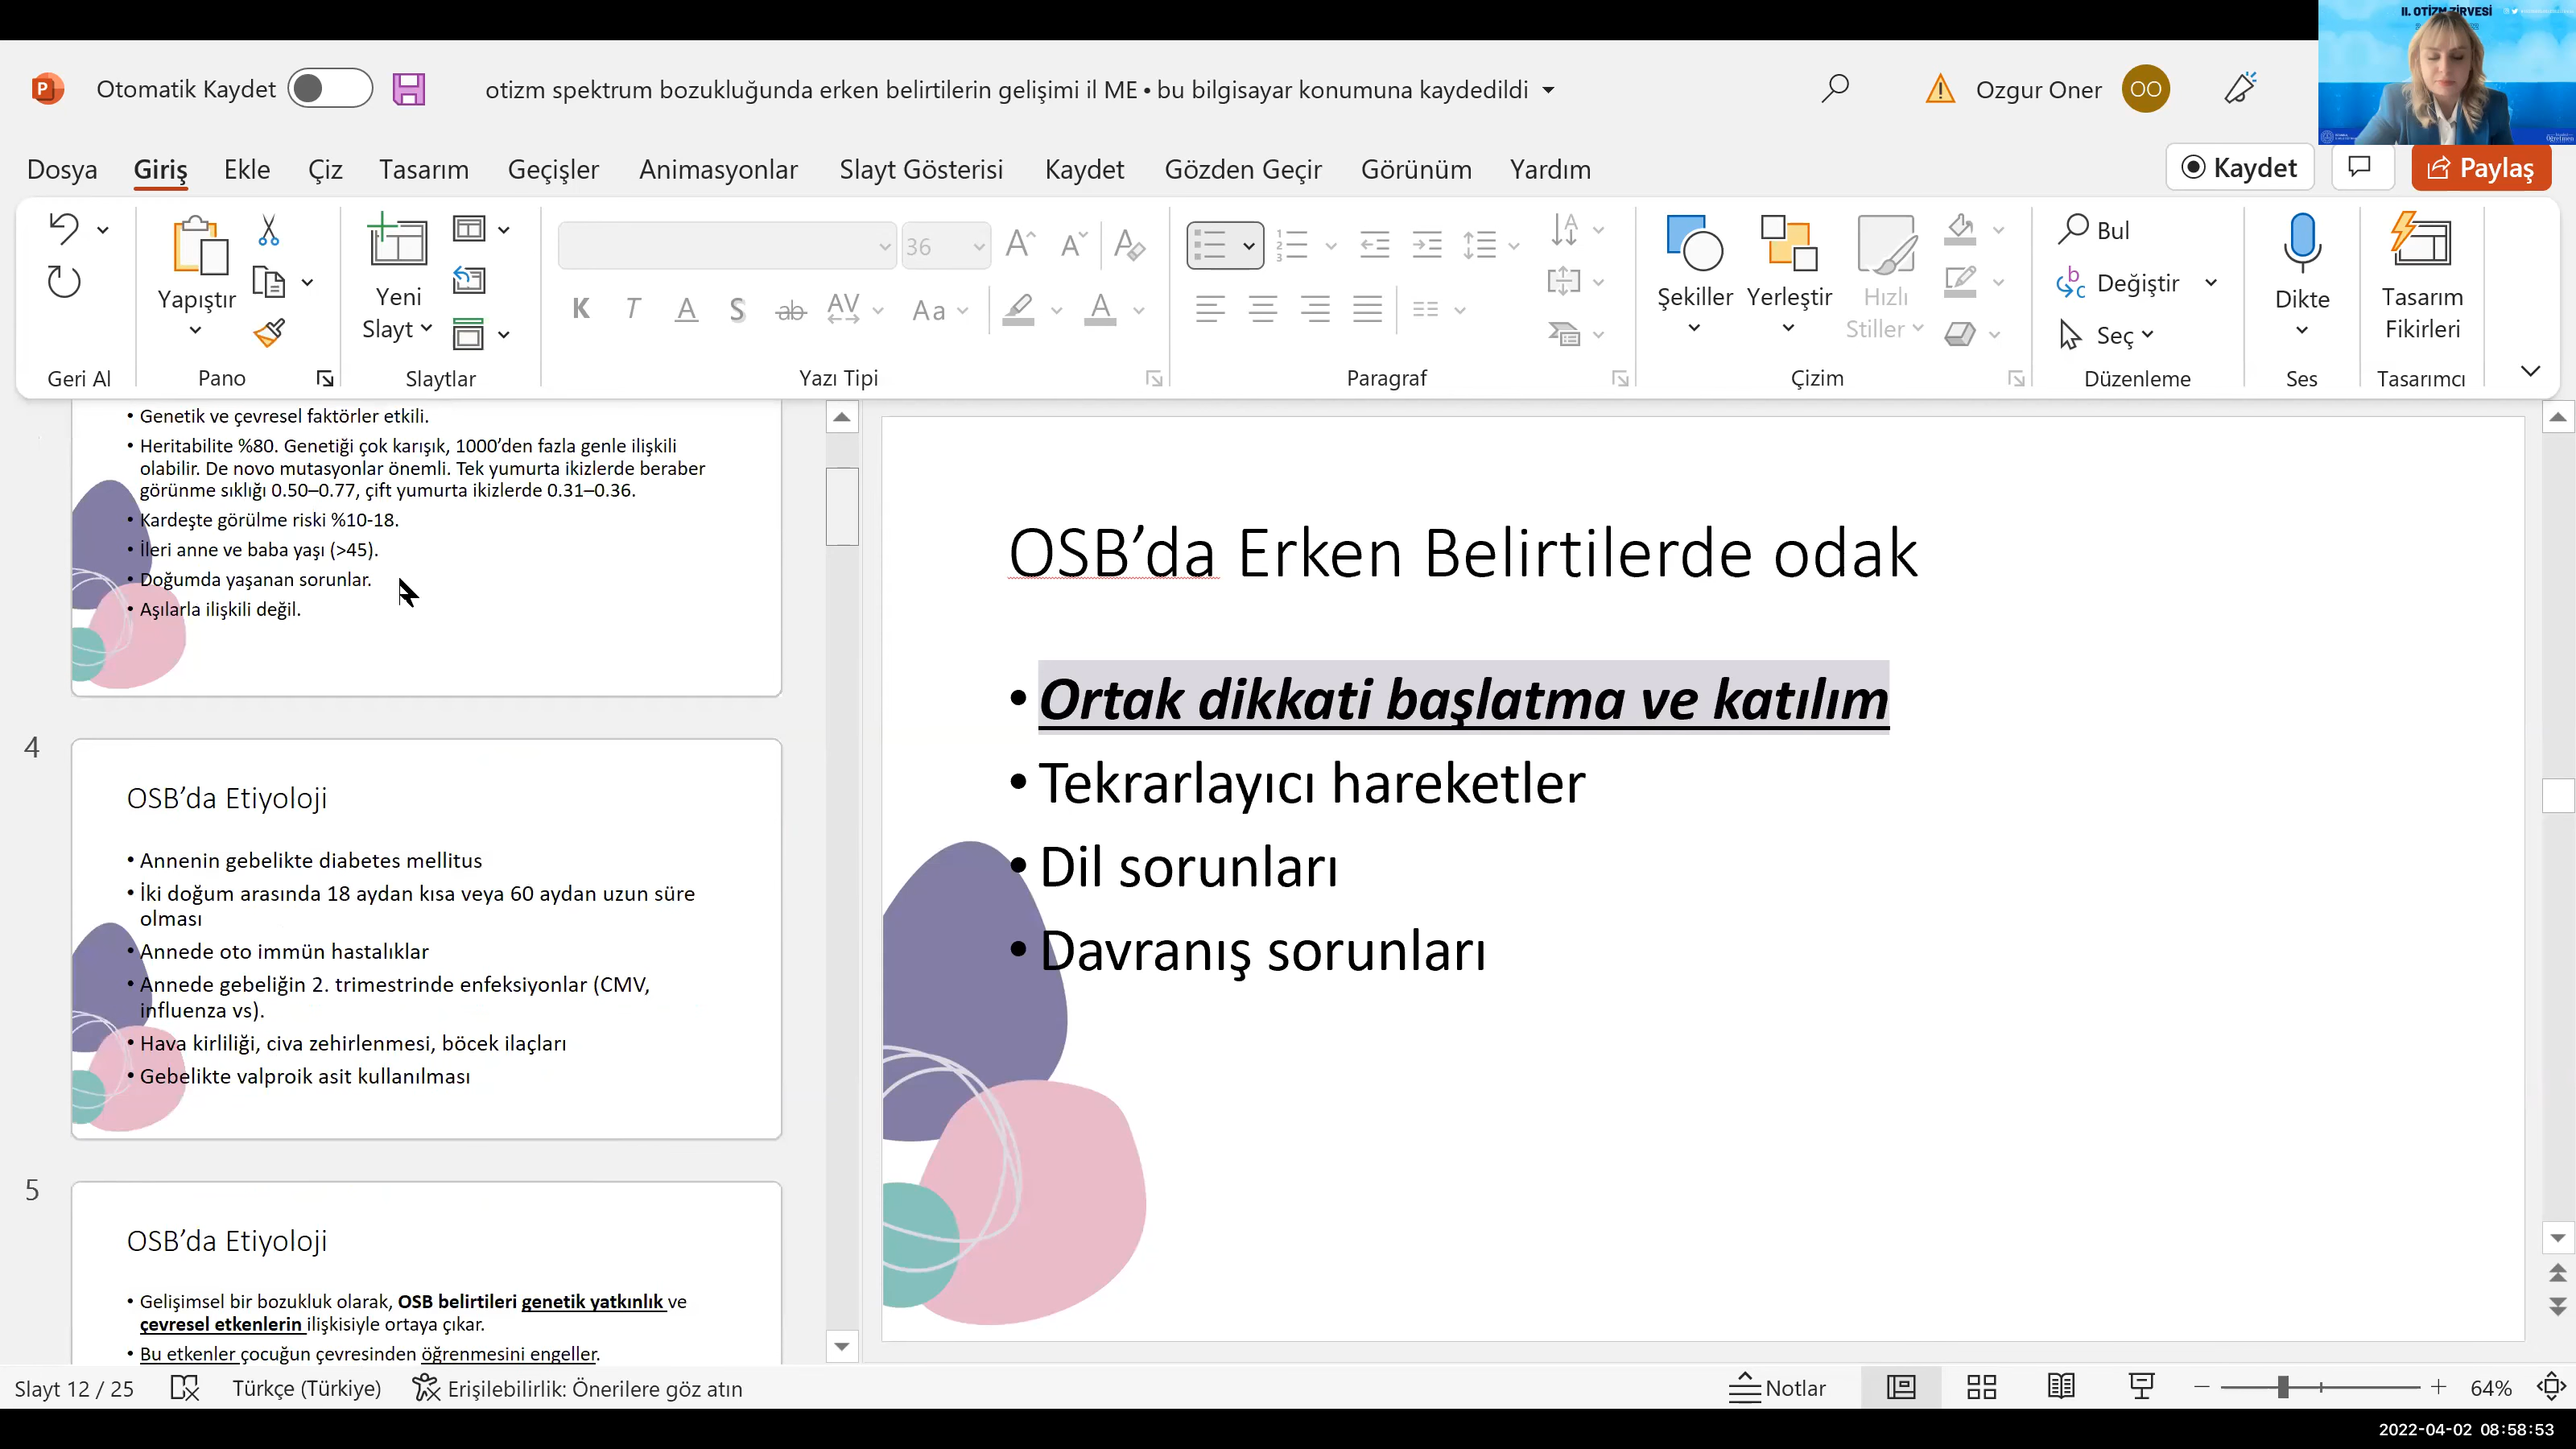 II. OTİZM ZİRVESİ
Otomatik Kaydet
otizm spektrum bozukluğunda erken belirtilerin gelişimi il ME • bu bilgisayar konumuna kaydedildi
Ozgur Oner
OO
Dosya Giriş Ekle Çiz Tasarım Geçişler Animasyonlar Slayt Gösterisi Kaydet Gözden Geçir Görünüm Yardım
Kaydet
Paylaş
Yapıştır
Yeni
Slayt
36
K T A S ab AV Aa A
Şekiller
Yerleştir
Hızlı
Stiller
Bul
Değiştir
Seç
Dikte
Tasarım
Fikirleri
Geri Al
Pano
Slaytlar
Yazı Tipi
Paragraf
Çizim
Düzenleme
Ses
Tasarımcı
• Genetik ve çevresel faktörler etkili.
• Heritabilite %80. Genetiği çok karışık, 1000’den fazla genle ilişkili
olabilir. De novo mutasyonlar önemli. Tek yumurta ikizlerde beraber
görünme sıklığı 0.50–0.77, çift yumurta ikizlerde 0.31–0.36.
• Kardeşte görülme riski %10-18.
• İleri anne ve baba yaşı (>45).
• Doğumda yaşanan sorunlar.
• Aşılarla ilişkili değil.
4
OSB’da Etiyoloji
• Annenin gebelikte diabetes mellitus
• İki doğum arasında 18 aydan kısa veya 60 aydan uzun süre
olması
• Annede oto immün hastalıklar
• Annede gebeliğin 2. trimestrinde enfeksiyonlar (CMV,
influenza vs).
• Hava kirliliği, civa zehirlenmesi, böcek ilaçları
• Gebelikte valproik asit kullanılması
5
OSB’da Etiyoloji
• Gelişimsel bir bozukluk olarak, OSB belirtileri genetik yatkınlık ve
çevresel etkenlerin ilişkisiyle ortaya çıkar.
• Bu etkenler çocuğun çevresinden öğrenmesini engeller.
OSB’da Erken Belirtilerde odak
• Ortak dikkati başlatma ve katılım
• Tekrarlayıcı hareketler
• Dil sorunları
• Davranış sorunları
Slayt 12 / 25
Türkçe (Türkiye)
Erişilebilirlik: Önerilere göz atın
Notlar
64%
2022-04-02 08:58:53